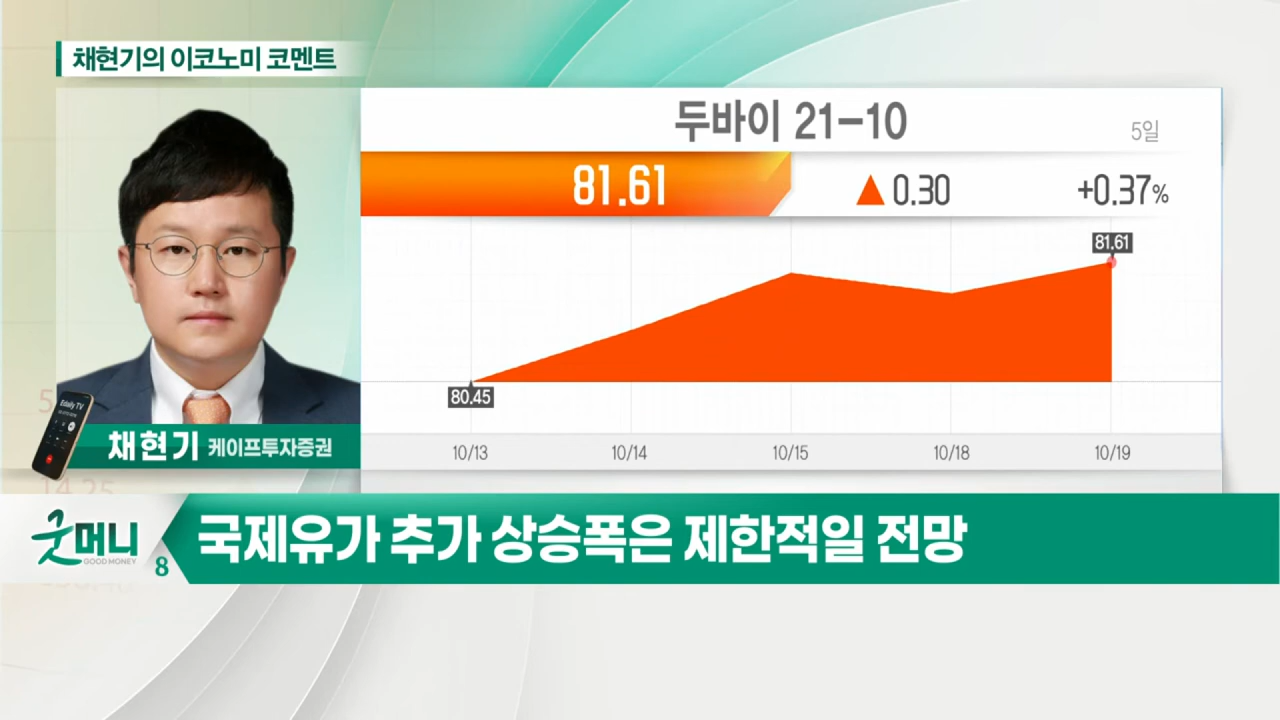 채현기의 이코노미 코멘트
두바이 21-10
5일
81.61
▲ 0.30
+0.37%
81.61
80.45
10/13
10/14
10/15
10/18
10/19
Edaily TV
채현기 케이프투자증권
14.25
굿머니
GOOD MONEY
8
국제유가 추가 상승폭은 제한적일 전망